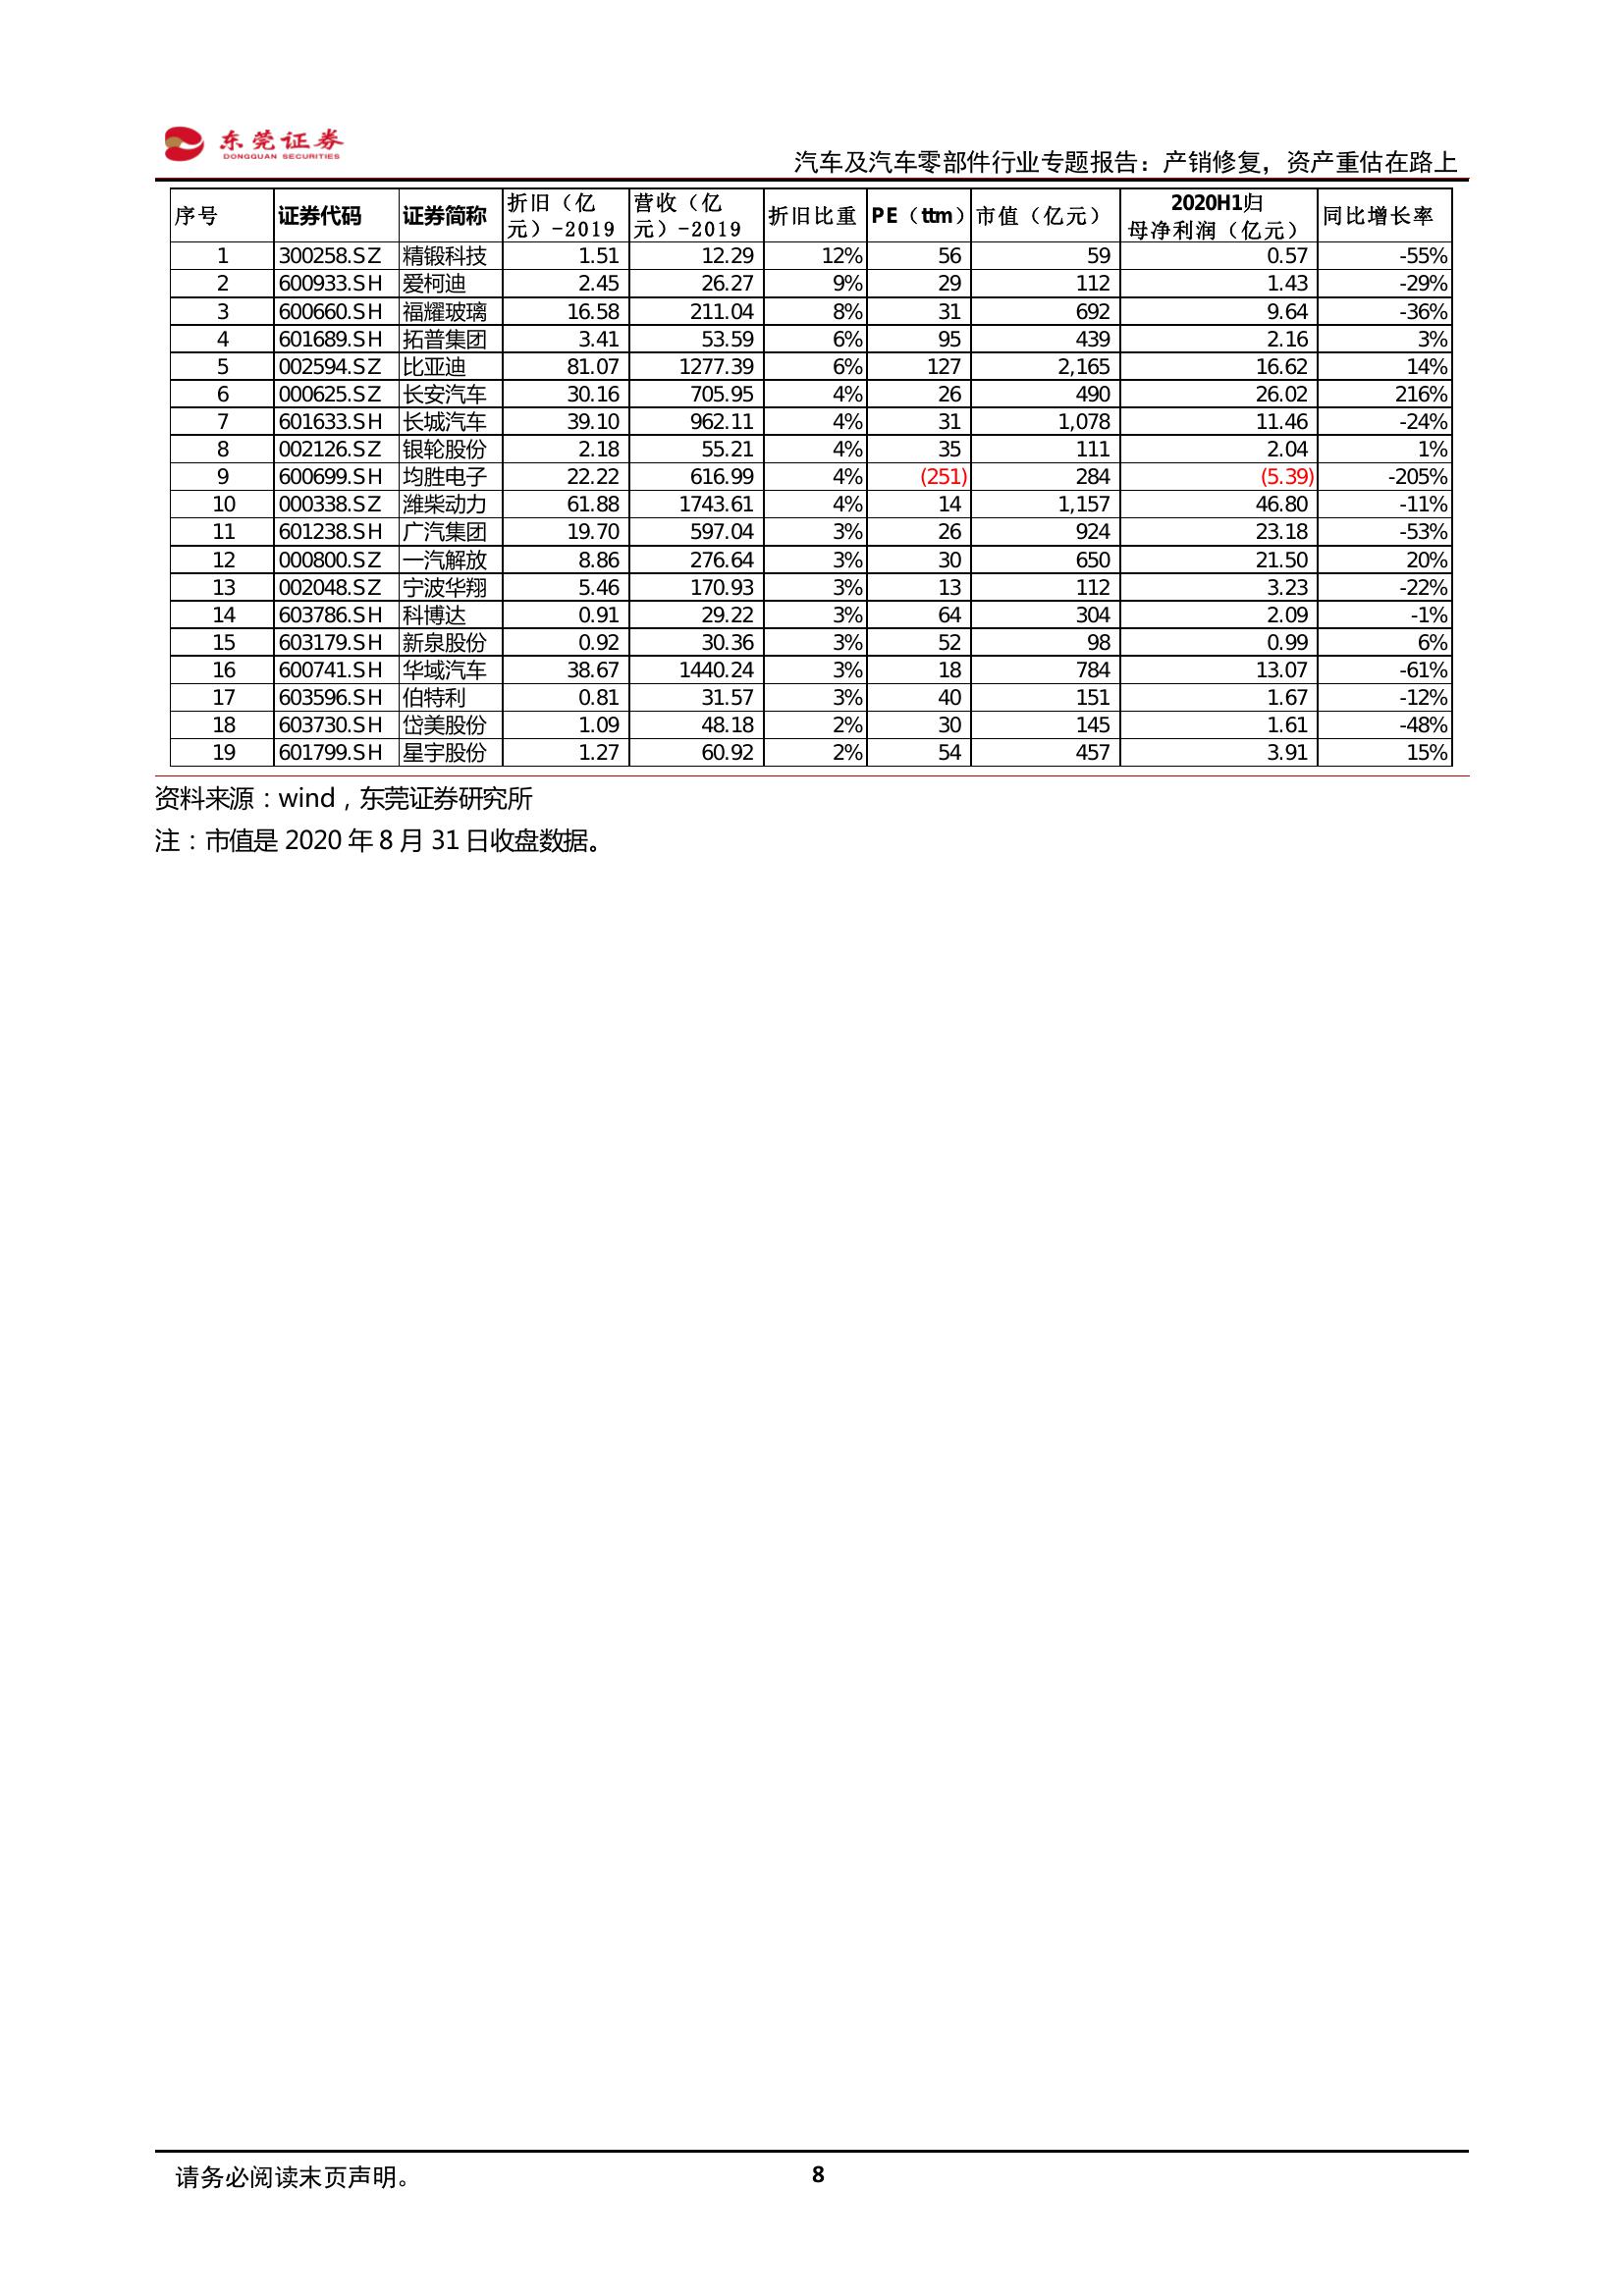 东莞证券
DONGGUAN SECURITIES
汽车及汽车零部件行业专题报告：产销修复，资产重估在路上
序号 证券代码 证券简称 折旧（亿元）-2019 营收（亿元）-2019 折旧比重 PE（ttm） 市值（亿元） 2020H1归母净利润（亿元） 同比增长率
1 300258.SZ 精锻科技 1.51 12.29 12% 56 59 0.57 -55%
2 600933.SH 爱柯迪 2.45 26.27 9% 29 112 1.43 -29%
3 600660.SH 福耀玻璃 16.58 211.04 8% 31 692 9.64 -36%
4 601689.SH 拓普集团 3.41 53.59 6% 95 439 2.16 3%
5 002594.SZ 比亚迪 81.07 1277.39 6% 127 2,165 16.62 14%
6 000625.SZ 长安汽车 30.16 705.95 4% 26 490 26.02 216%
7 601633.SH 长城汽车 39.10 962.11 4% 31 1,078 11.46 -24%
8 002126.SZ 银轮股份 2.18 55.21 4% 35 111 2.04 1%
9 600699.SH 均胜电子 22.22 616.99 4% (251) 284 (5.39) -205%
10 000338.SZ 潍柴动力 61.88 1743.61 4% 14 1,157 46.80 -11%
11 601238.SH 广汽集团 19.70 597.04 3% 26 924 23.18 -53%
12 000800.SZ 一汽解放 8.86 276.64 3% 30 650 21.50 20%
13 002048.SZ 宁波华翔 5.46 170.93 3% 13 112 3.23 -22%
14 603786.SH 科博达 0.91 29.22 3% 64 304 2.09 -1%
15 603179.SH 新泉股份 0.92 30.36 3% 52 98 0.99 6%
16 600741.SH 华域汽车 38.67 1440.24 3% 18 784 13.07 -61%
17 603596.SH 伯特利 0.81 31.57 3% 40 151 1.67 -12%
18 603730.SH 岱美股份 1.09 48.18 2% 30 145 1.61 -48%
19 601799.SH 星宇股份 1.27 60.92 2% 54 457 3.91 15%
资料来源：wind，东莞证券研究所
注：市值是 2020 年 8 月 31 日收盘数据。
请务必阅读末页声明。
8